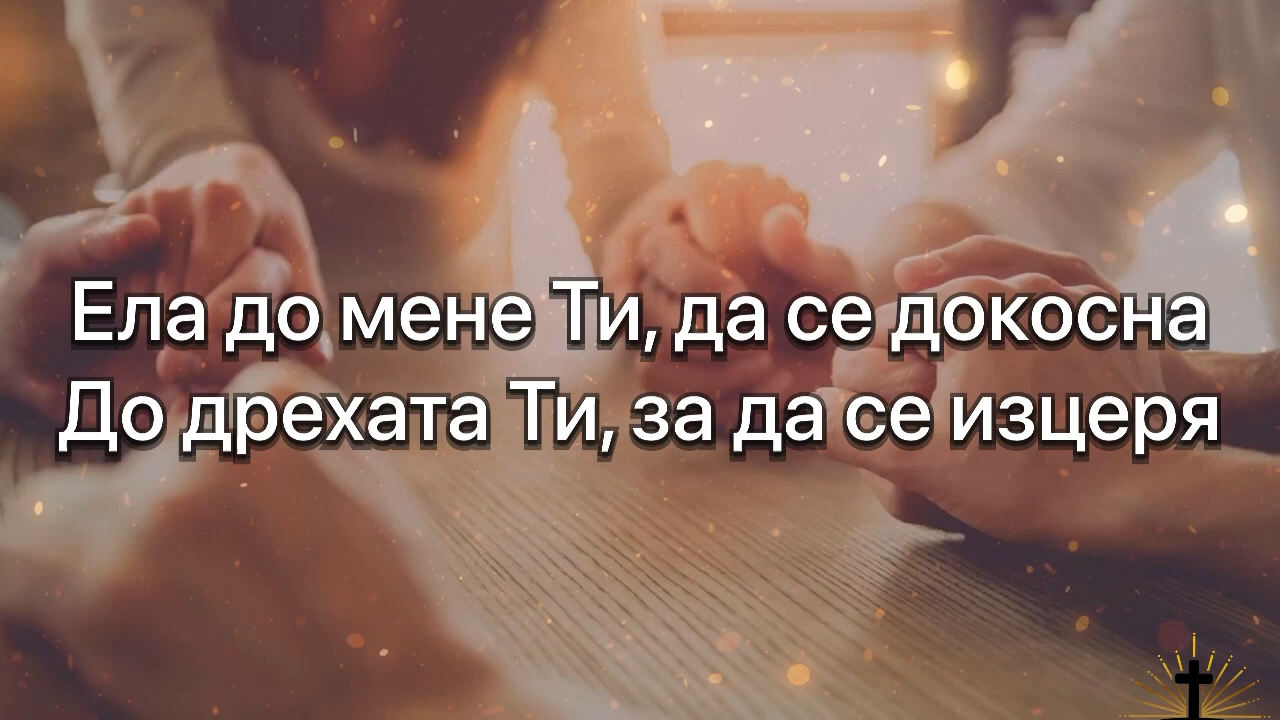 Ела до мене Ти, да се докосна
До дрехата Ти, за да се изцеря